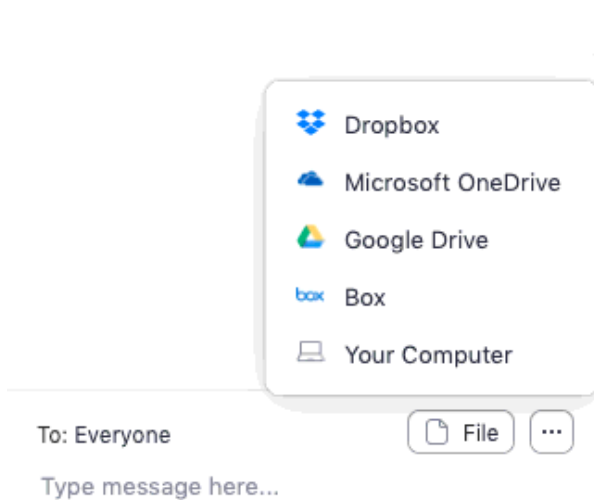 Dropbox
Microsoft OneDrive
Google Drive
box Box
Your Computer
To: Everyone File ...
Type message here...